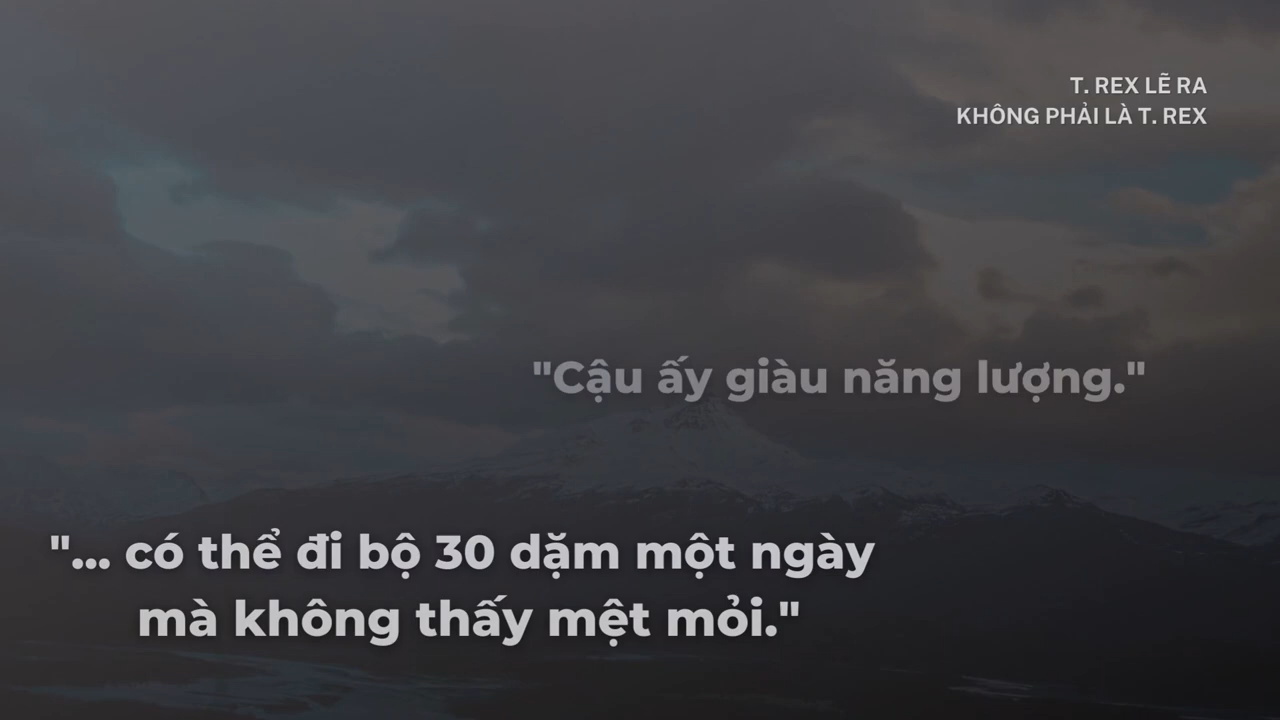 T. REX LẼ RA
KHÔNG PHẢI LÀ T. REX
"Cậu ấy giàu năng lượng."
"... có thể đi bộ 30 dặm một ngày
mà không thấy mệt mỏi."